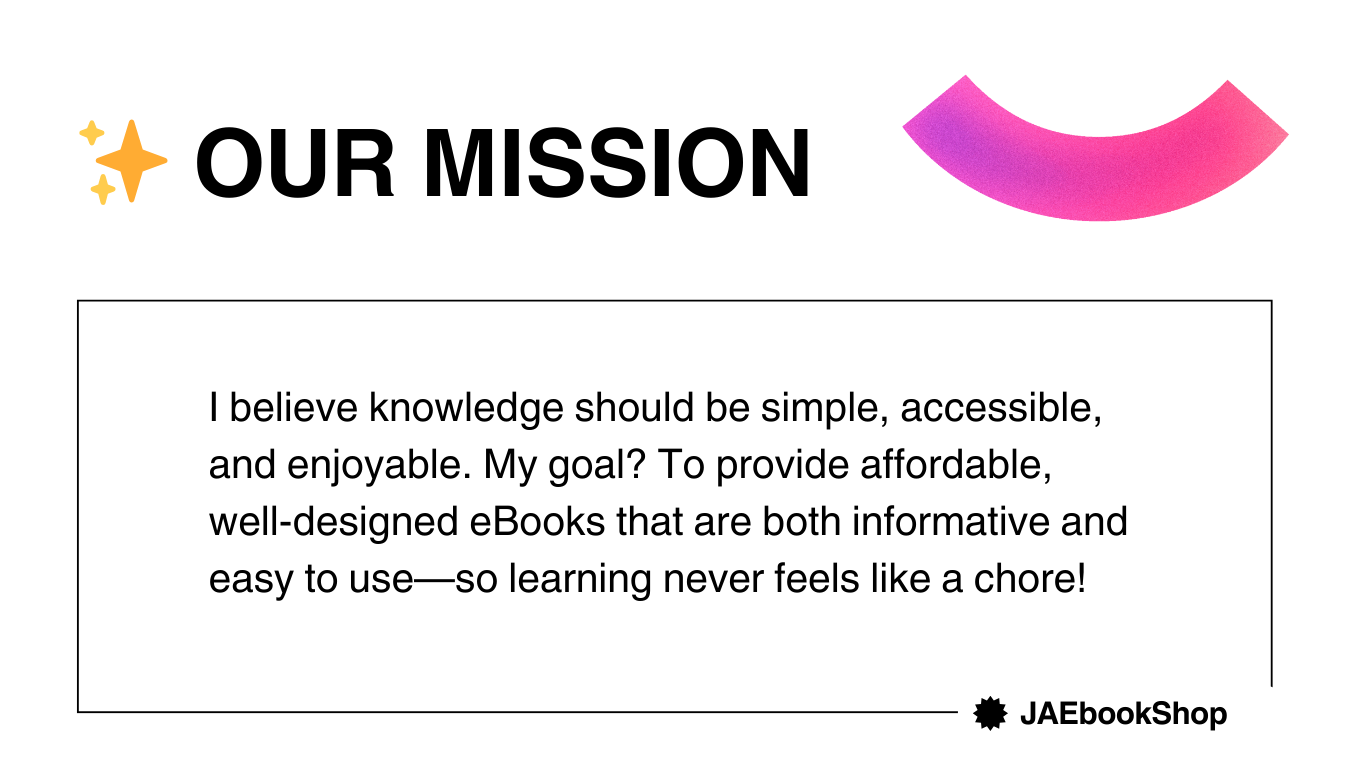 ✨ OUR MISSION
I believe knowledge should be simple, accessible,
and enjoyable. My goal? To provide affordable,
well-designed eBooks that are both informative and
easy to use—so learning never feels like a chore!
JAEbookShop